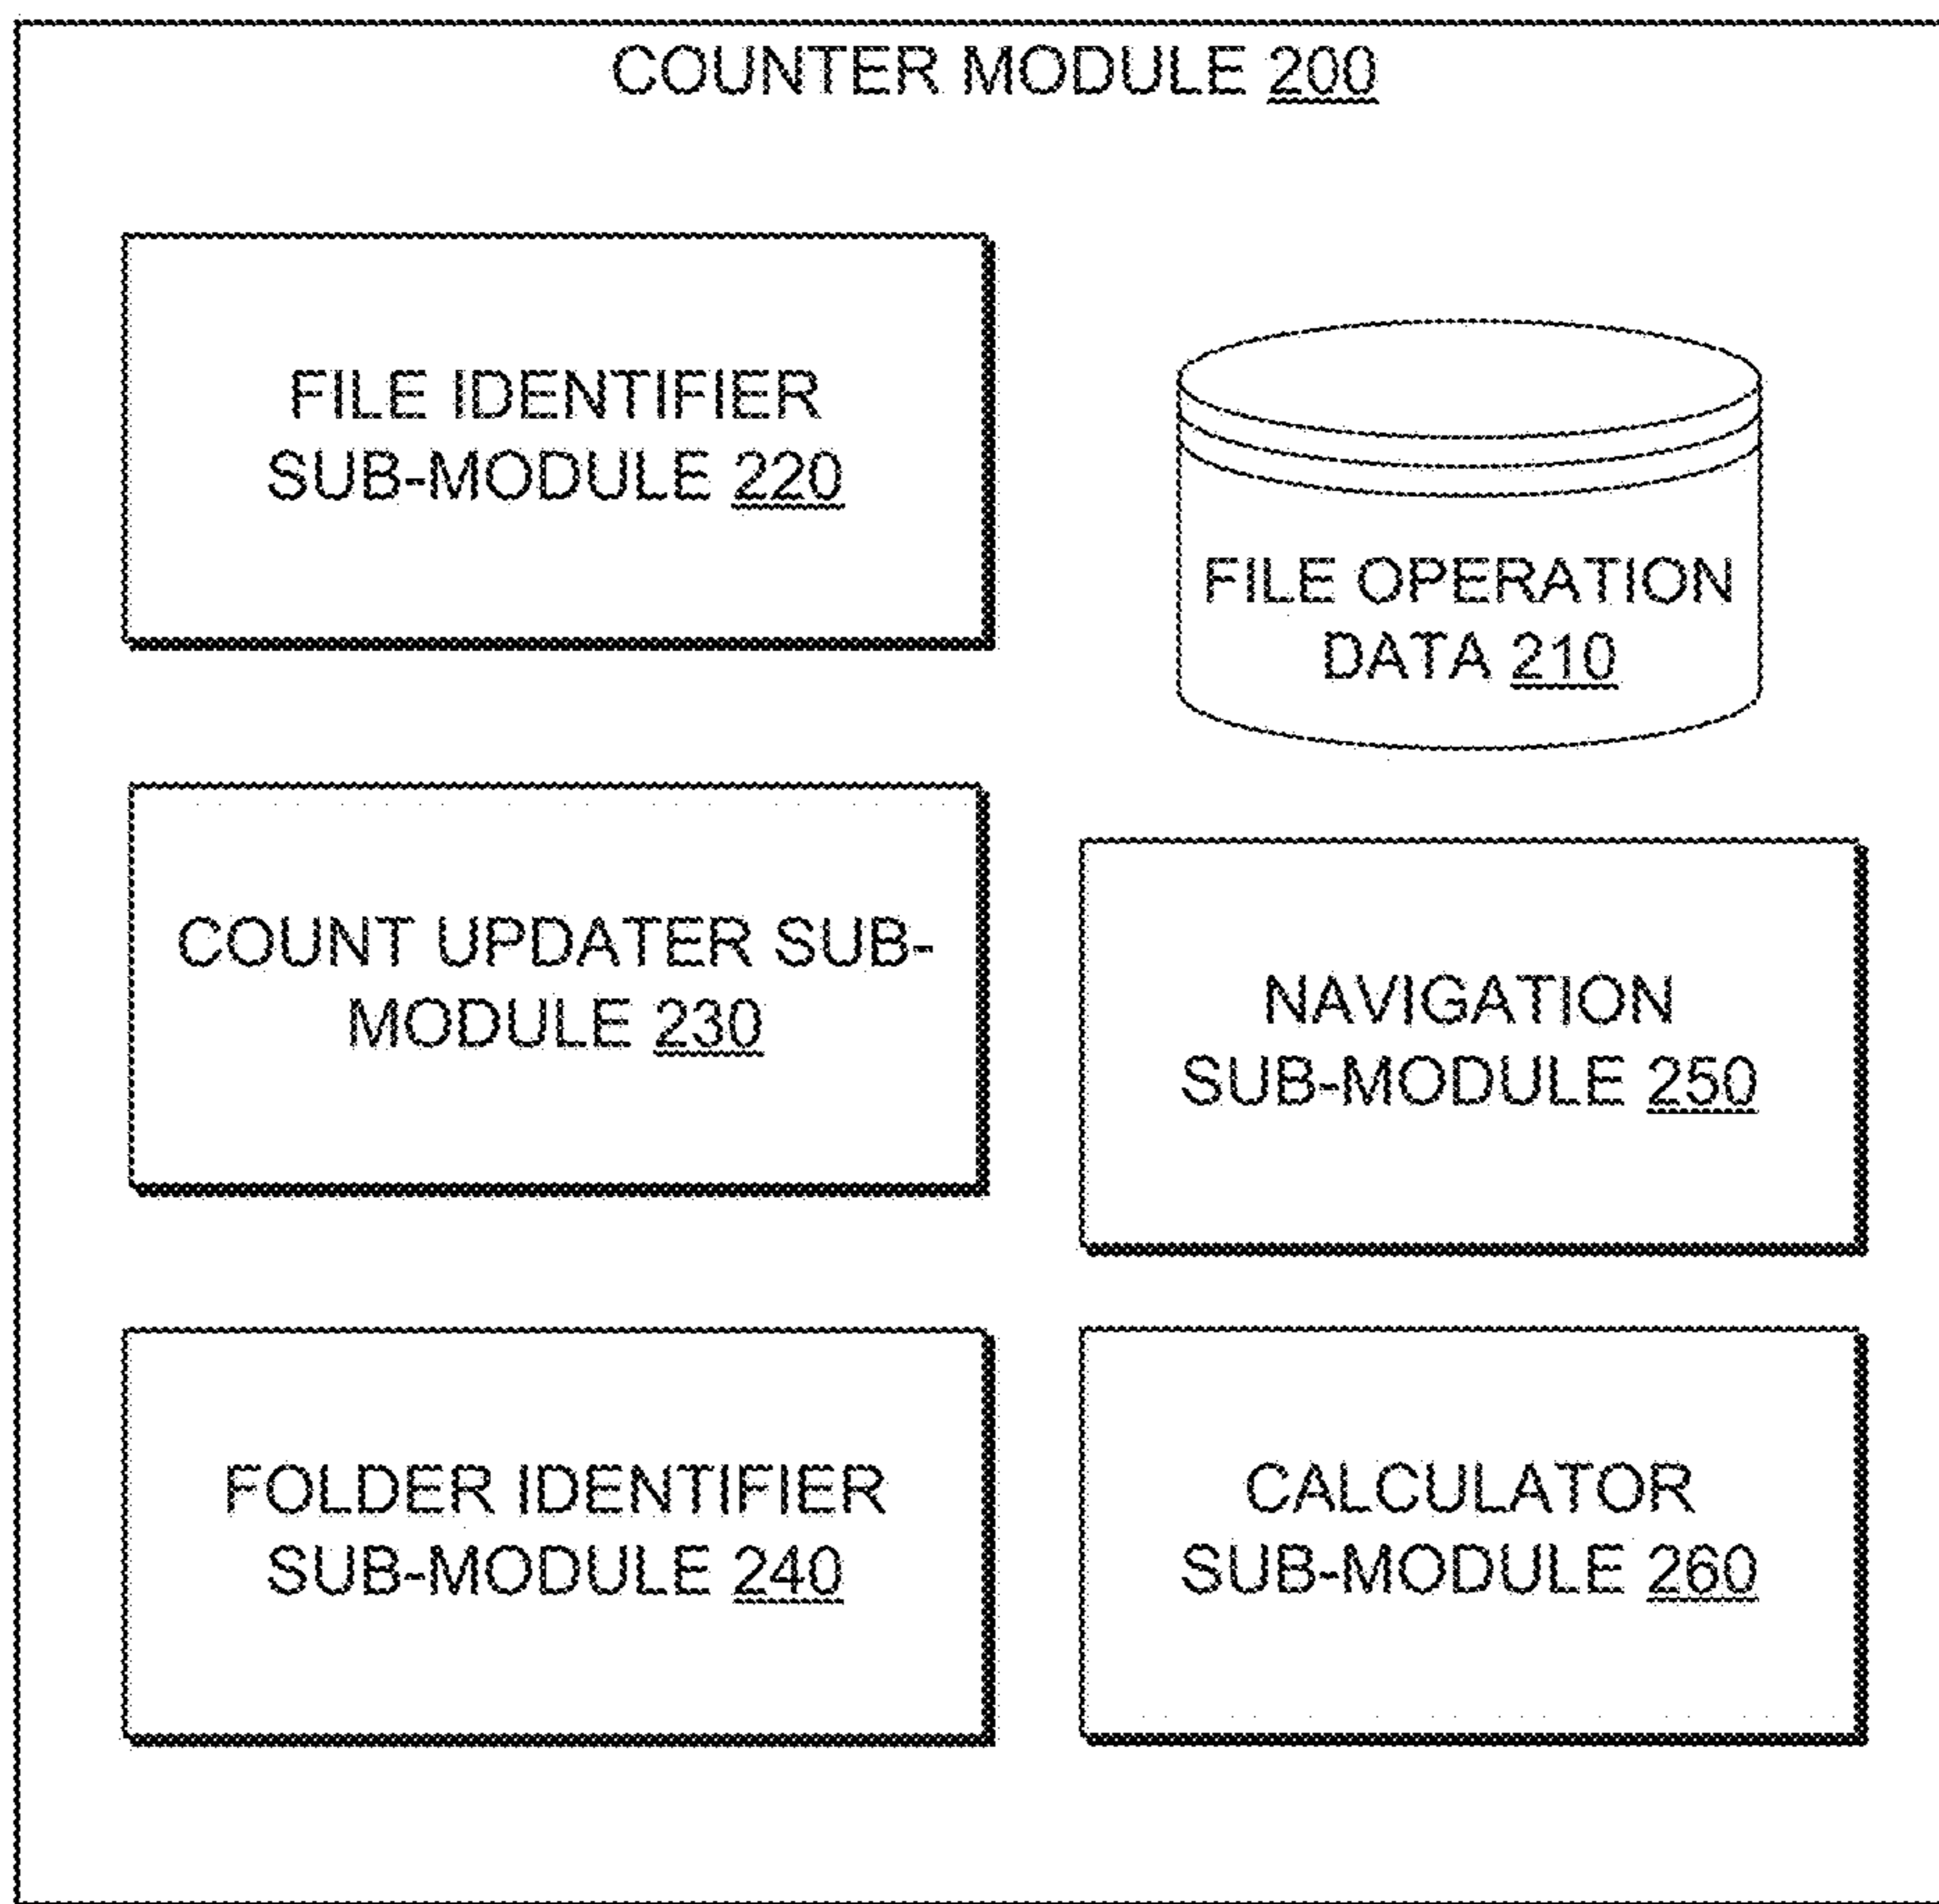 COUNTER MODULE 200
FILE IDENTIFIER
SUB-MODULE 220
FILE OPERATION
DATA 210
COUNT UPDATER SUB-
MODULE 230
NAVIGATION
SUB-MODULE 250
FOLDER IDENTIFIER
SUB-MODULE 240
CALCULATOR
SUB-MODULE 260